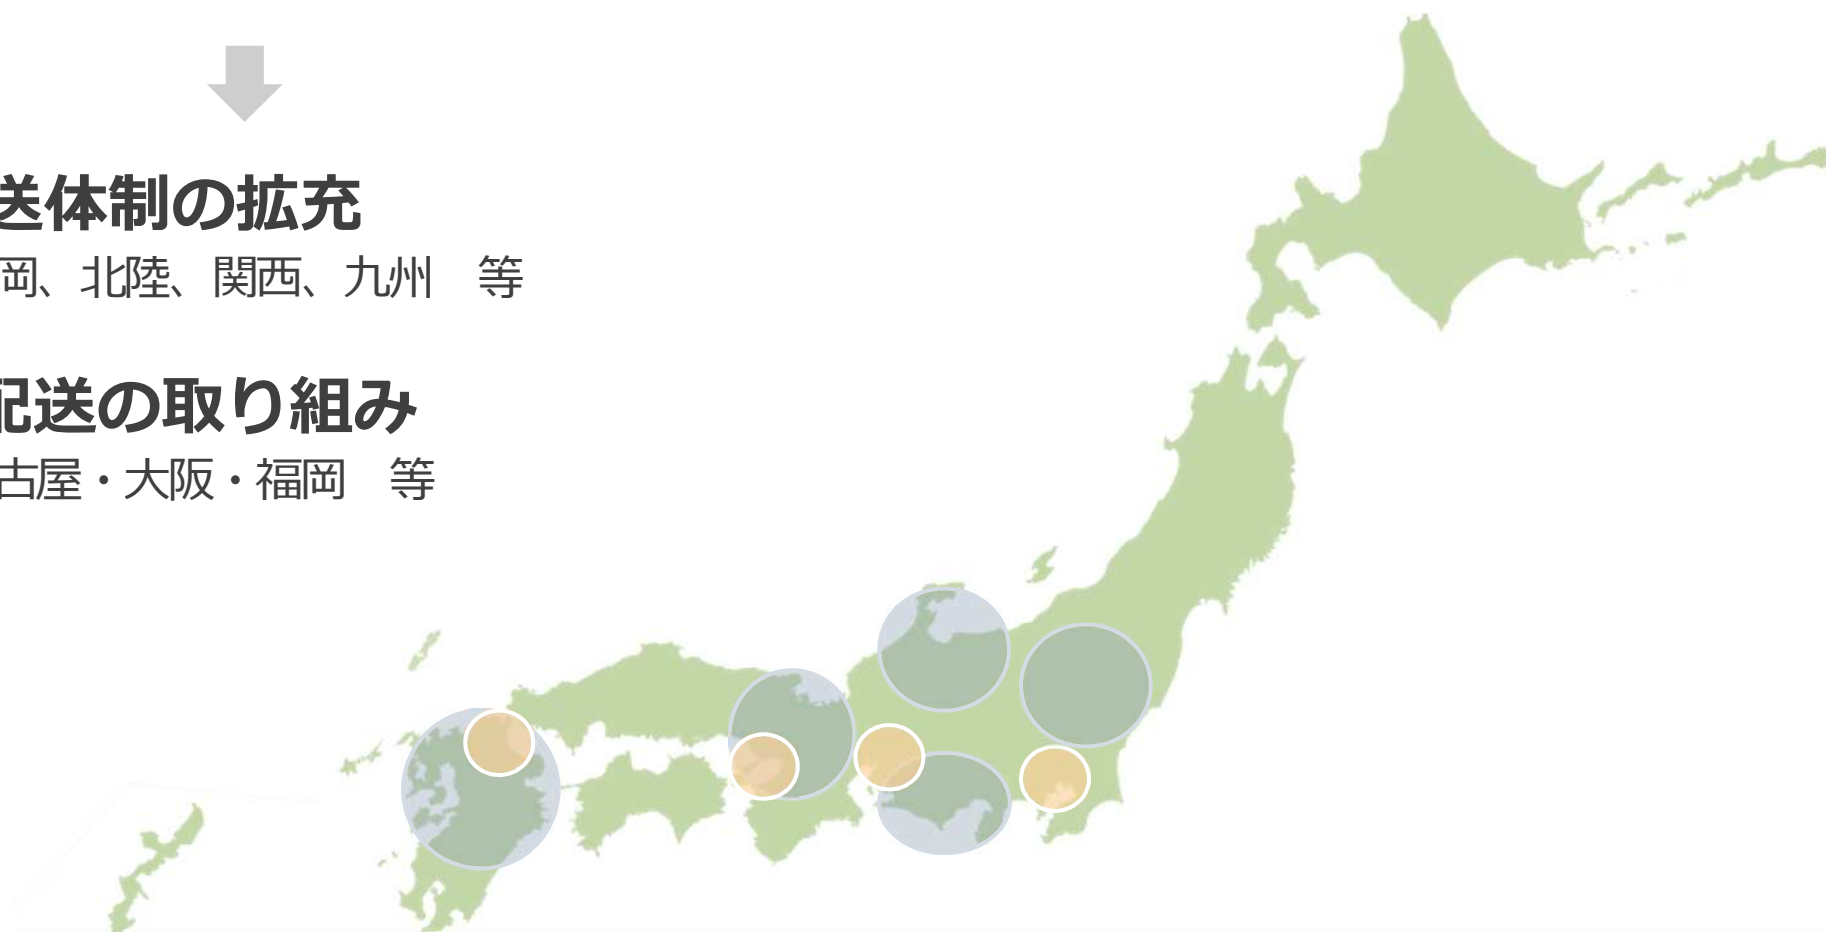 送体制の拡充
岡、北陸、関西、九州　等
配送の取り組み
古屋・大阪・福岡　等